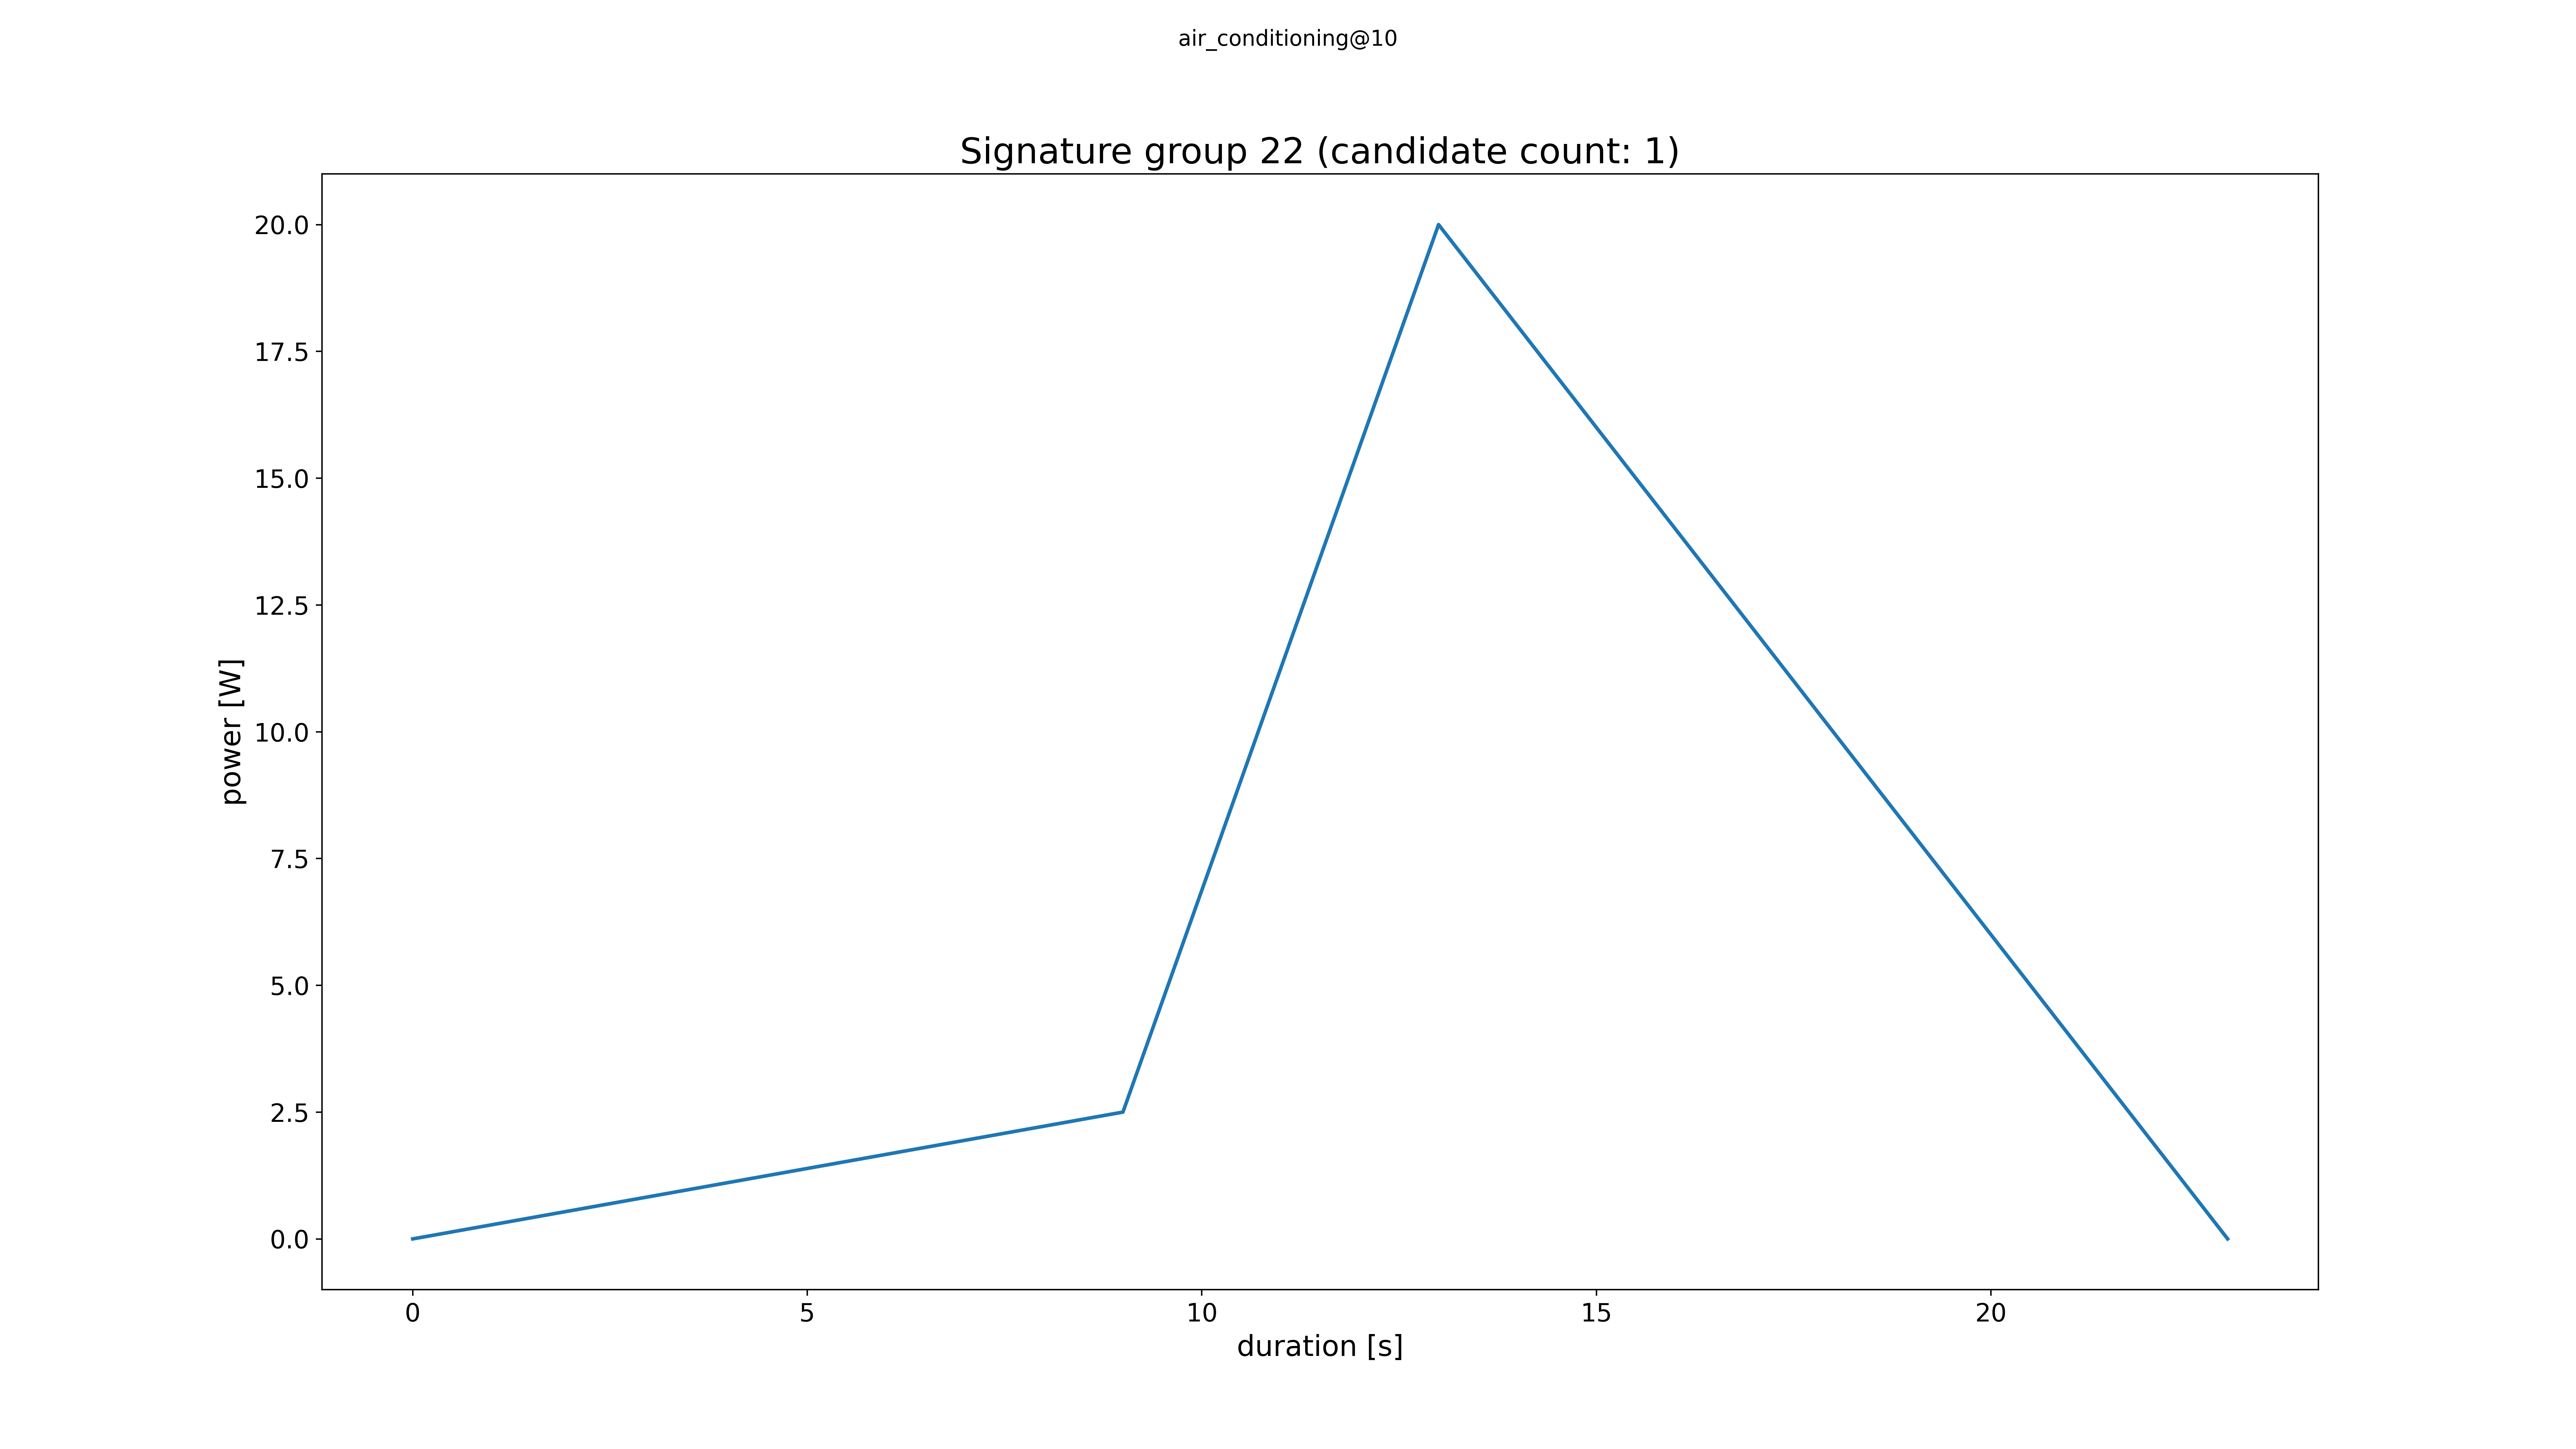 air_conditioning@10
Signature group 22 (candidate count: 1)
20.0
17.5
15.0
12.5
10.0
7.5
5.0
2.5
0.0
power [W]
0 5 10 15 20
duration [s]